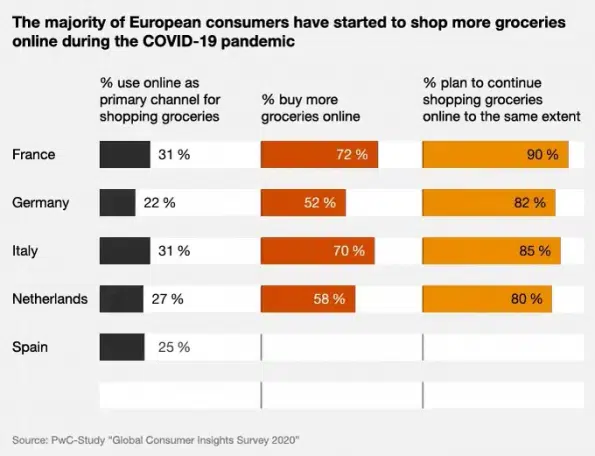 The majority of European consumers have started to shop more groceries
online during the COVID-19 pandemic
% use online as
primary channel for
shopping groceries
% buy more
groceries online
% plan to continue
shopping groceries
online to the same extent
France 31 % 72 % 90 %
Germany 22 % 52 % 82 %
Italy 31 % 70 % 85 %
Netherlands 27 % 58 % 80 %
Spain 25 %
Source: PwC-Study "Global Consumer Insights Survey 2020"